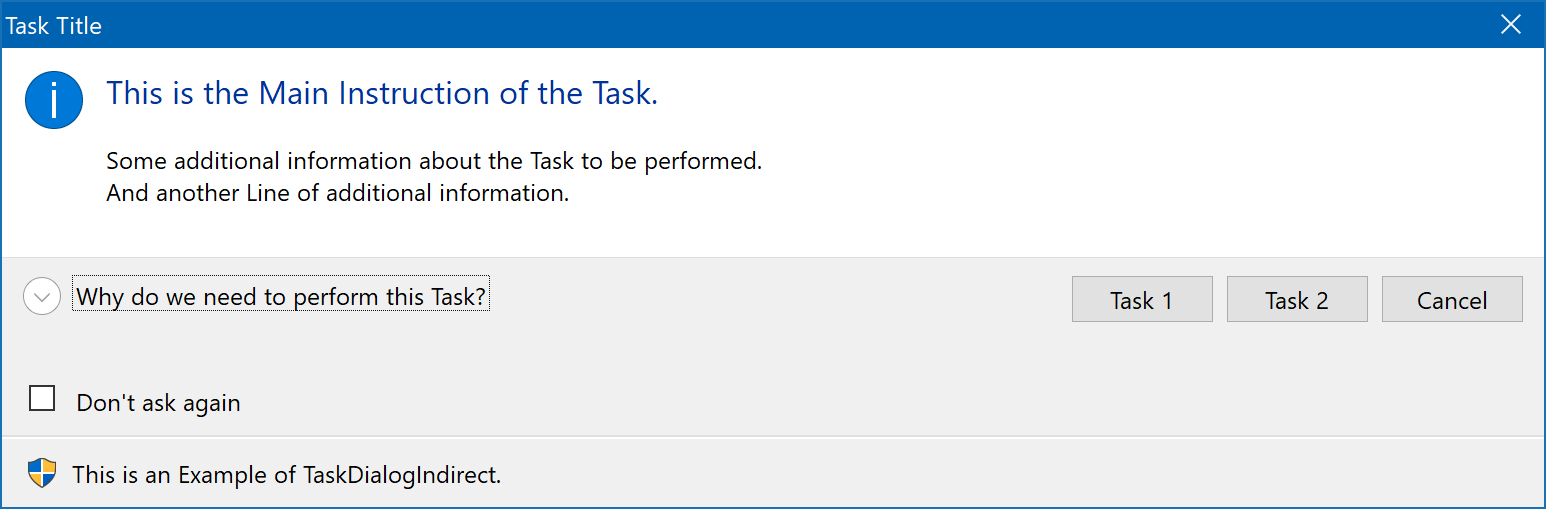 Task Title
This is the Main Instruction of the Task.
Some additional information about the Task to be performed.
And another Line of additional information.
Why do we need to perform this Task?
Task 1
Task 2
Cancel
Don't ask again
This is an Example of TaskDialogIndirect.